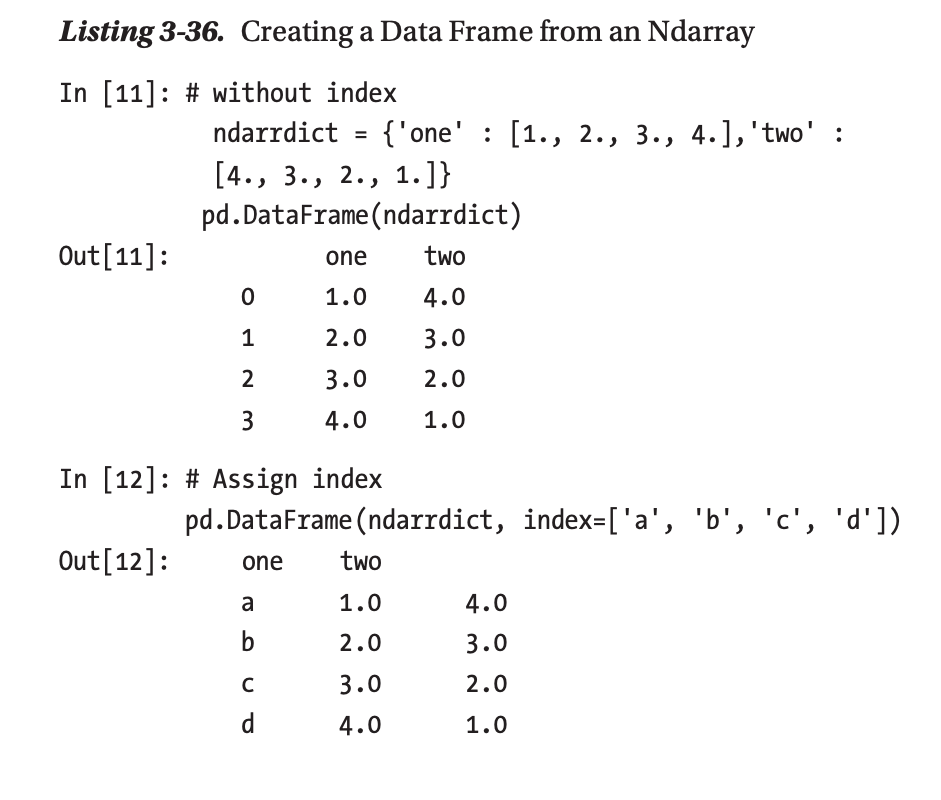 Listing 3-36. Creating a Data Frame from an Ndarray
In [11]: # without index
ndarrdict = {'one' : [1., 2., 3., 4.],'two' :
[4., 3., 2., 1.]}
pd.DataFrame(ndarrdict)
Out[11]: one two
0 1.0 4.0
1 2.0 3.0
2 3.0 2.0
3 4.0 1.0
In [12]: # Assign index
pd.DataFrame(ndarrdict, index=['a', 'b', 'c', 'd'])
Out[12]: one two
a 1.0 4.0
b 2.0 3.0
c 3.0 2.0
d 4.0 1.0